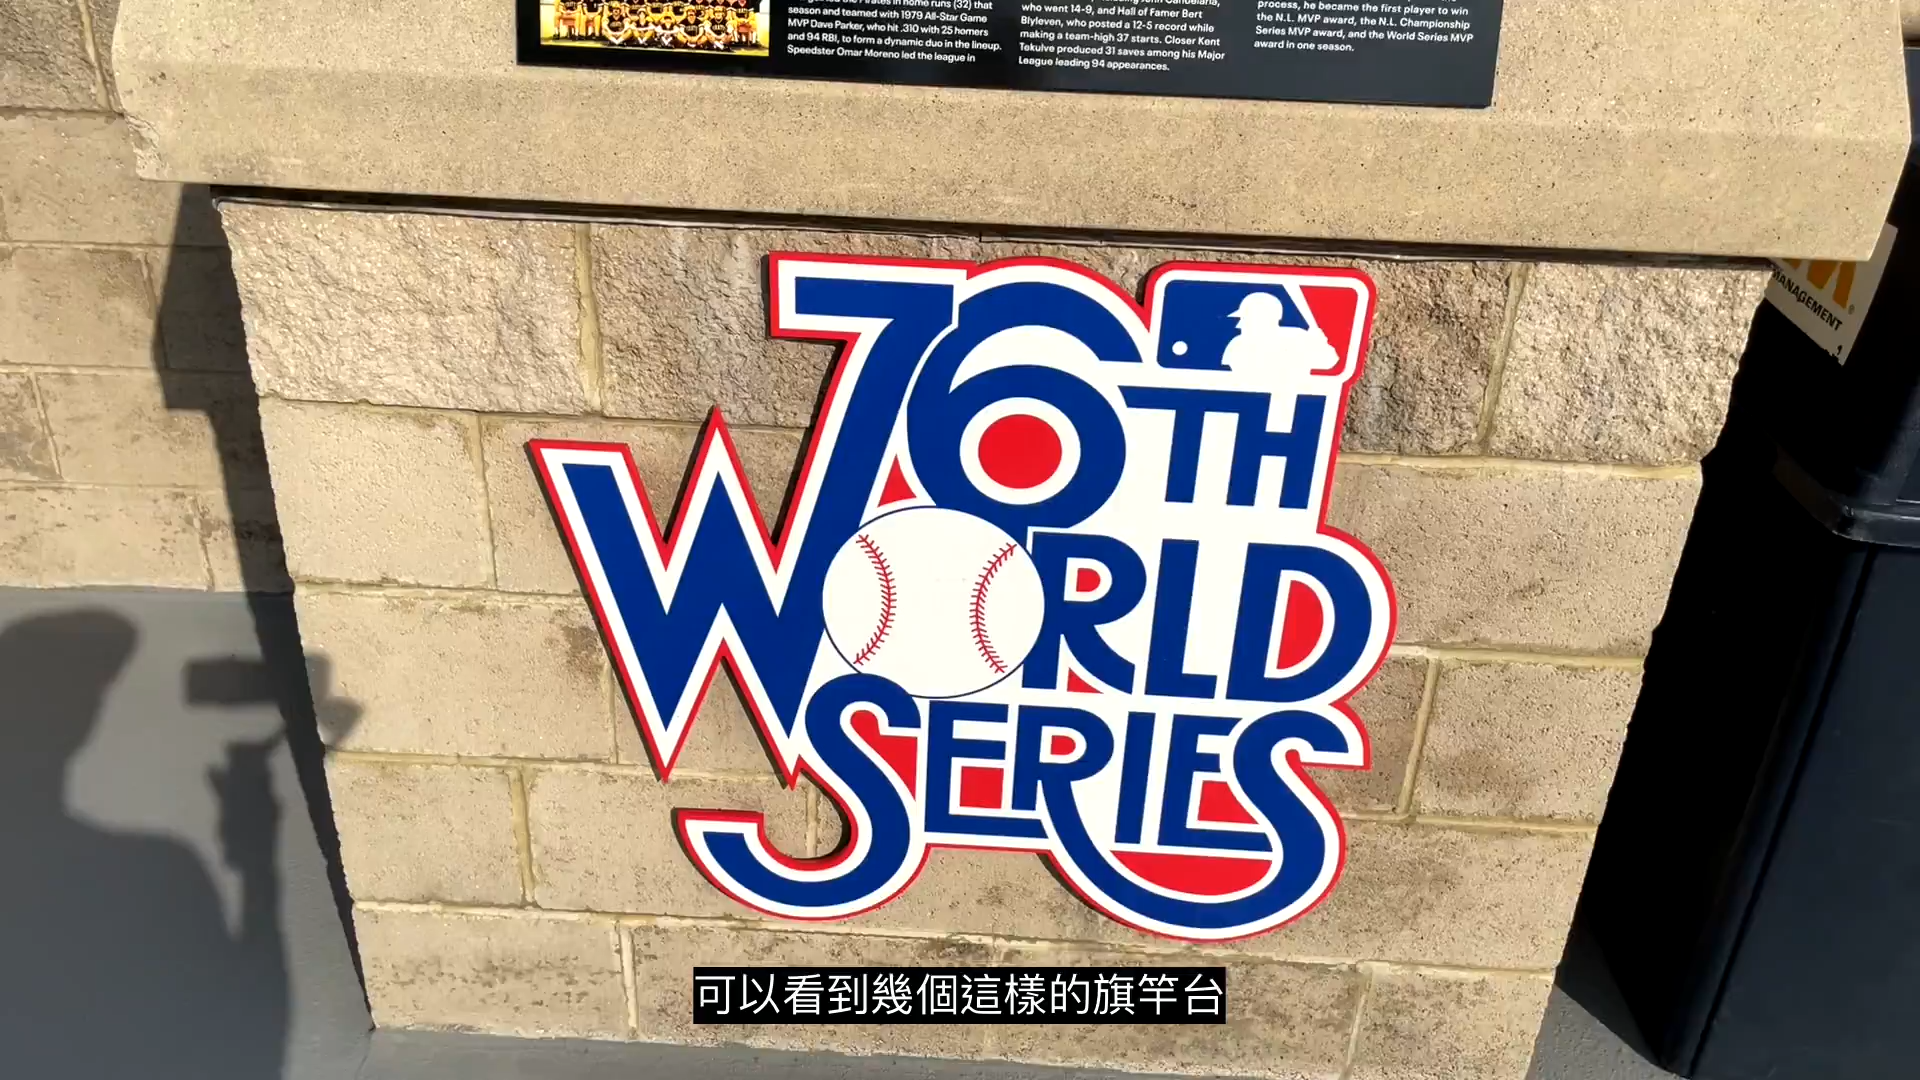 season and teamed with 1979 All-Star Game
MVP Dave Parker, who hit .310 with 25 homers
and 94 RBI, to form a dynamic duo in the lineup.
Speedster Omar Moreno led the league in
who went 14-9, and Hall of Famer Bert
Blyleven, who posted a 12-5 record while
making a team-high 37 starts. Closer Kent
Tekulve produced 31 saves among his Major
League leading 94 appearances.
process, he became the first player to win
the N.L. MVP award, the N.L. Championship
Series MVP award, and the World Series MVP
award in one season.
76TH
WORLD
SERIES
MANAGEMENT
可以看到幾個這樣的旗竿台